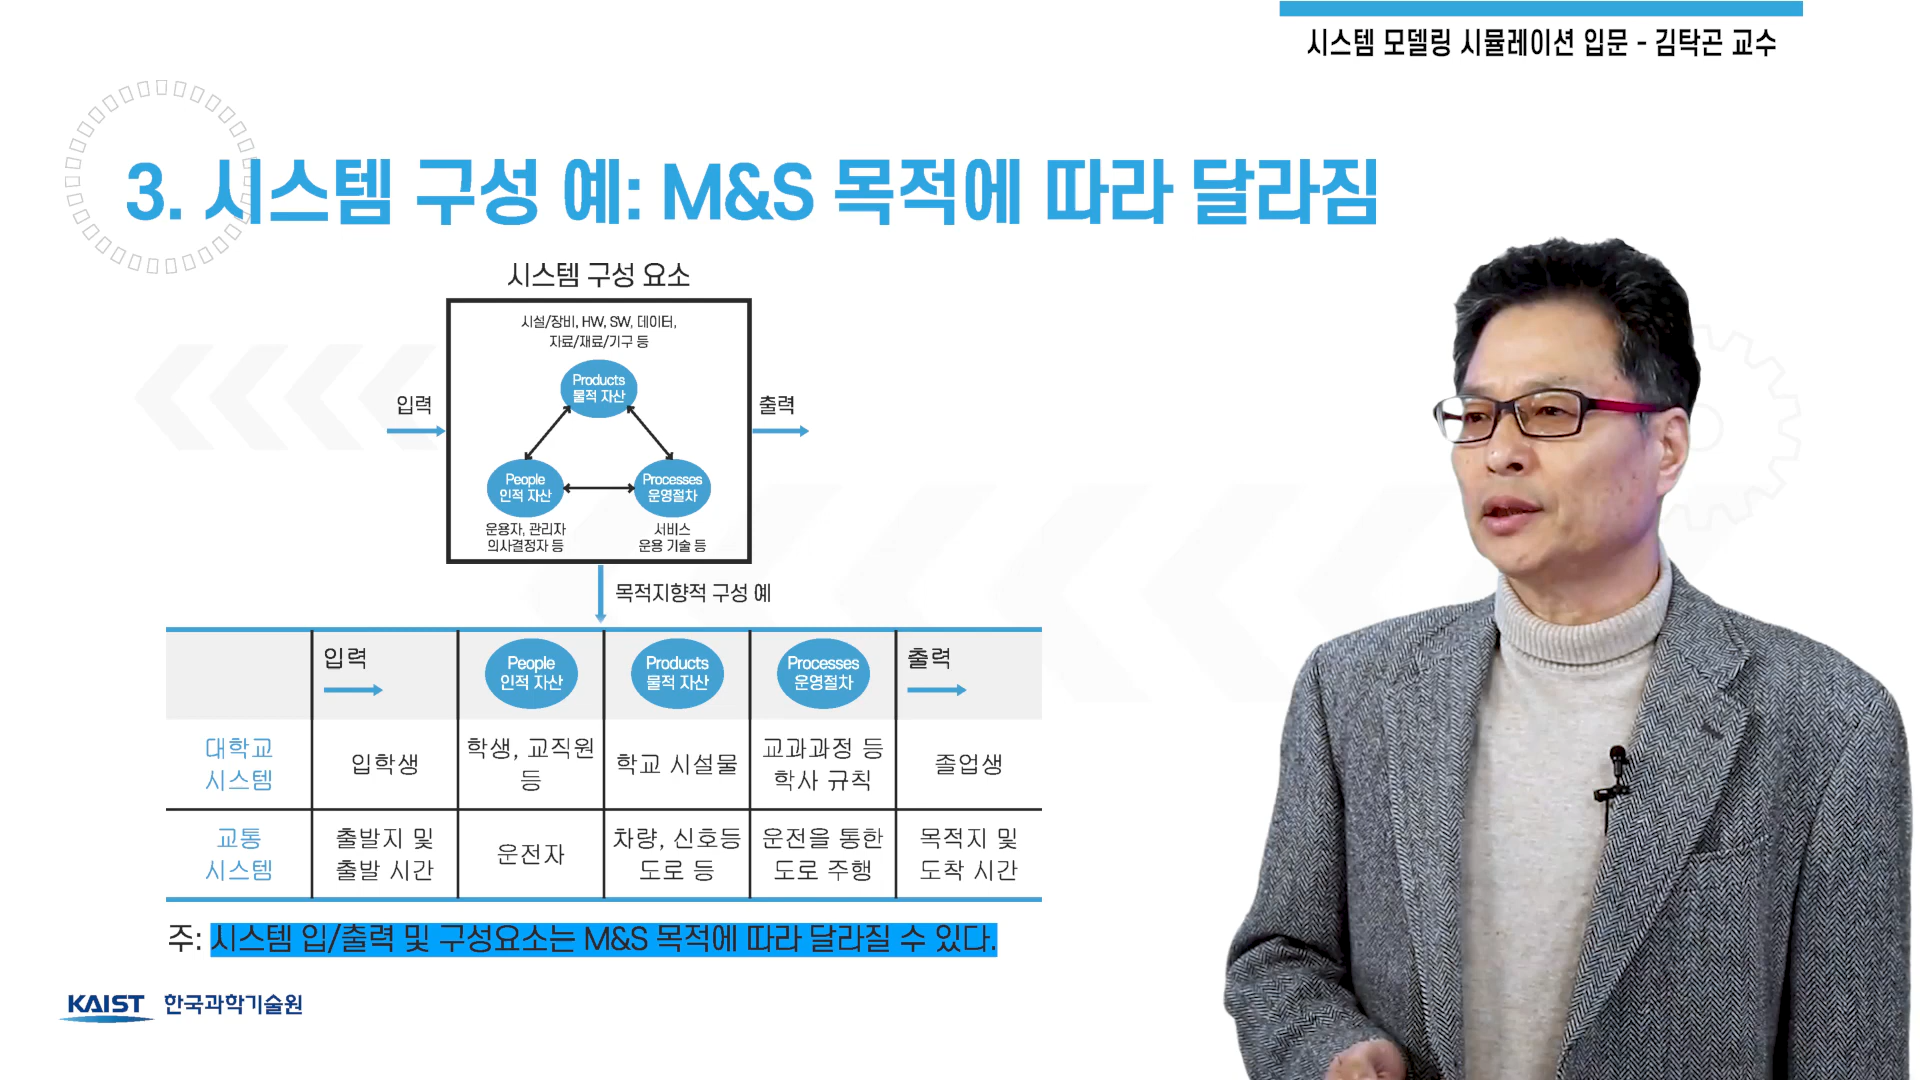 시스템 모델링 시뮬레이션 입문 - 김탁곤 교수
3. 시스템 구성 예: M&S 목적에 따라 달라짐
시스템 구성 요소
시설/장비, HW, SW, 데이터,
자료/재료/기구 등
Products
물적 자산
입력
출력
People
인적 자산
Processes
운영절차
운용자, 관리자
의사결정자 등
서비스
운용 기술 등
목적지향적 구성 예
입력
People
인적 자산
Products
물적 자산
Processes
운영절차
출력
대학교
시스템
입학생
학생, 교직원
등
학교 시설물
교과과정 등
학사 규칙
졸업생
교통
시스템
출발지 및
출발 시간
운전자
차량, 신호등
도로 등
운전을 통한
도로 주행
목적지 및
도착 시간
주: 시스템 입/출력 및 구성요소는 M&S 목적에 따라 달라질 수 있다.
KAIST 한국과학기술원